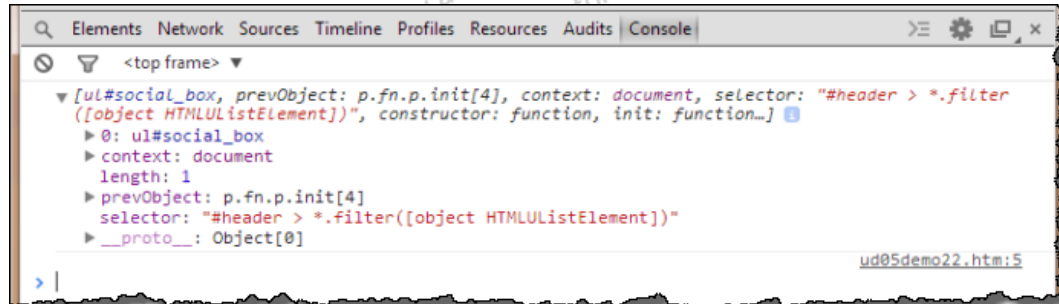 Elements Network Sources Timeline Profiles Resources Audits Console
<top frame> ▼
▼ [ul#social_box, prevObject: p.fn.p.init[4], context: document, selector: "#header > *.filter
([object HTMLUListElement])", constructor: function, init: function…]
▶ 0: ul#social_box
▶ context: document
length: 1
▶ prevObject: p.fn.p.init[4]
selector: "#header > *.filter([object HTMLUListElement])"
▶ __proto__: Object[0]
ud05demo22.htm:5
>